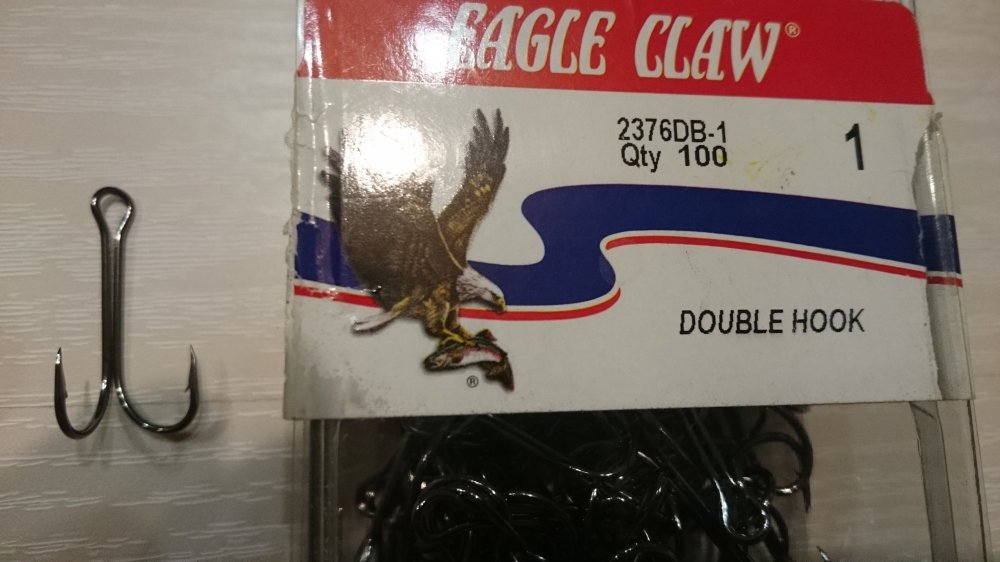 EAGLE CLAW®
2376DB-1
Qty 100
1
DOUBLE HOOK
®